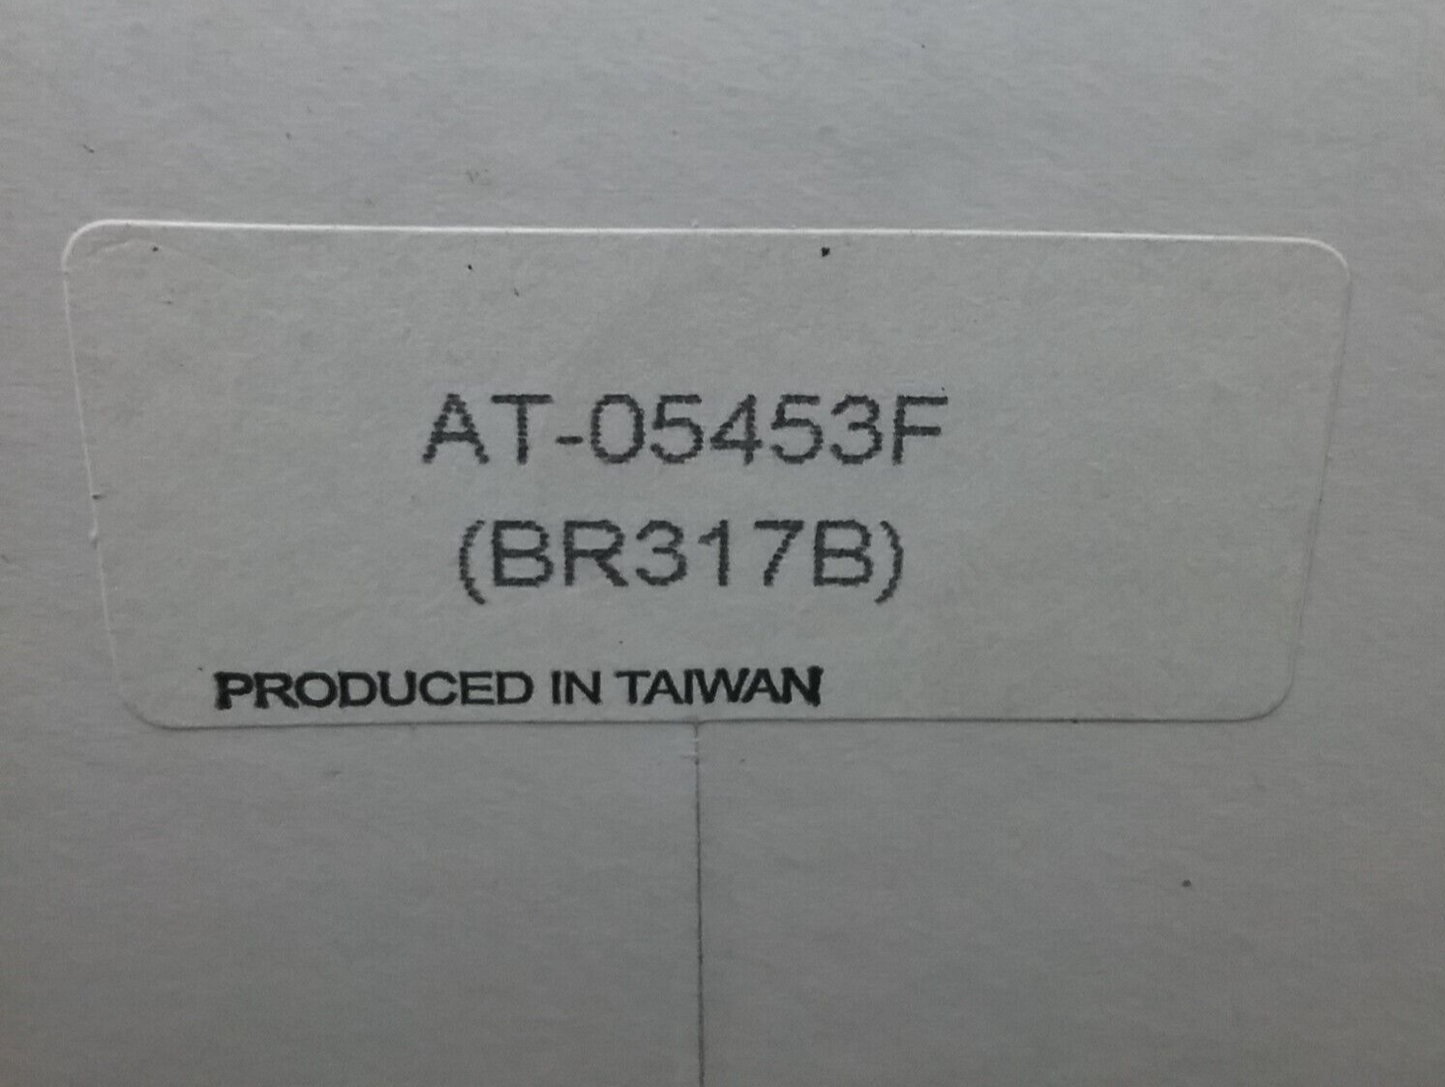 AT-05453F
(BR317B)
PRODUCED IN TAIWAN